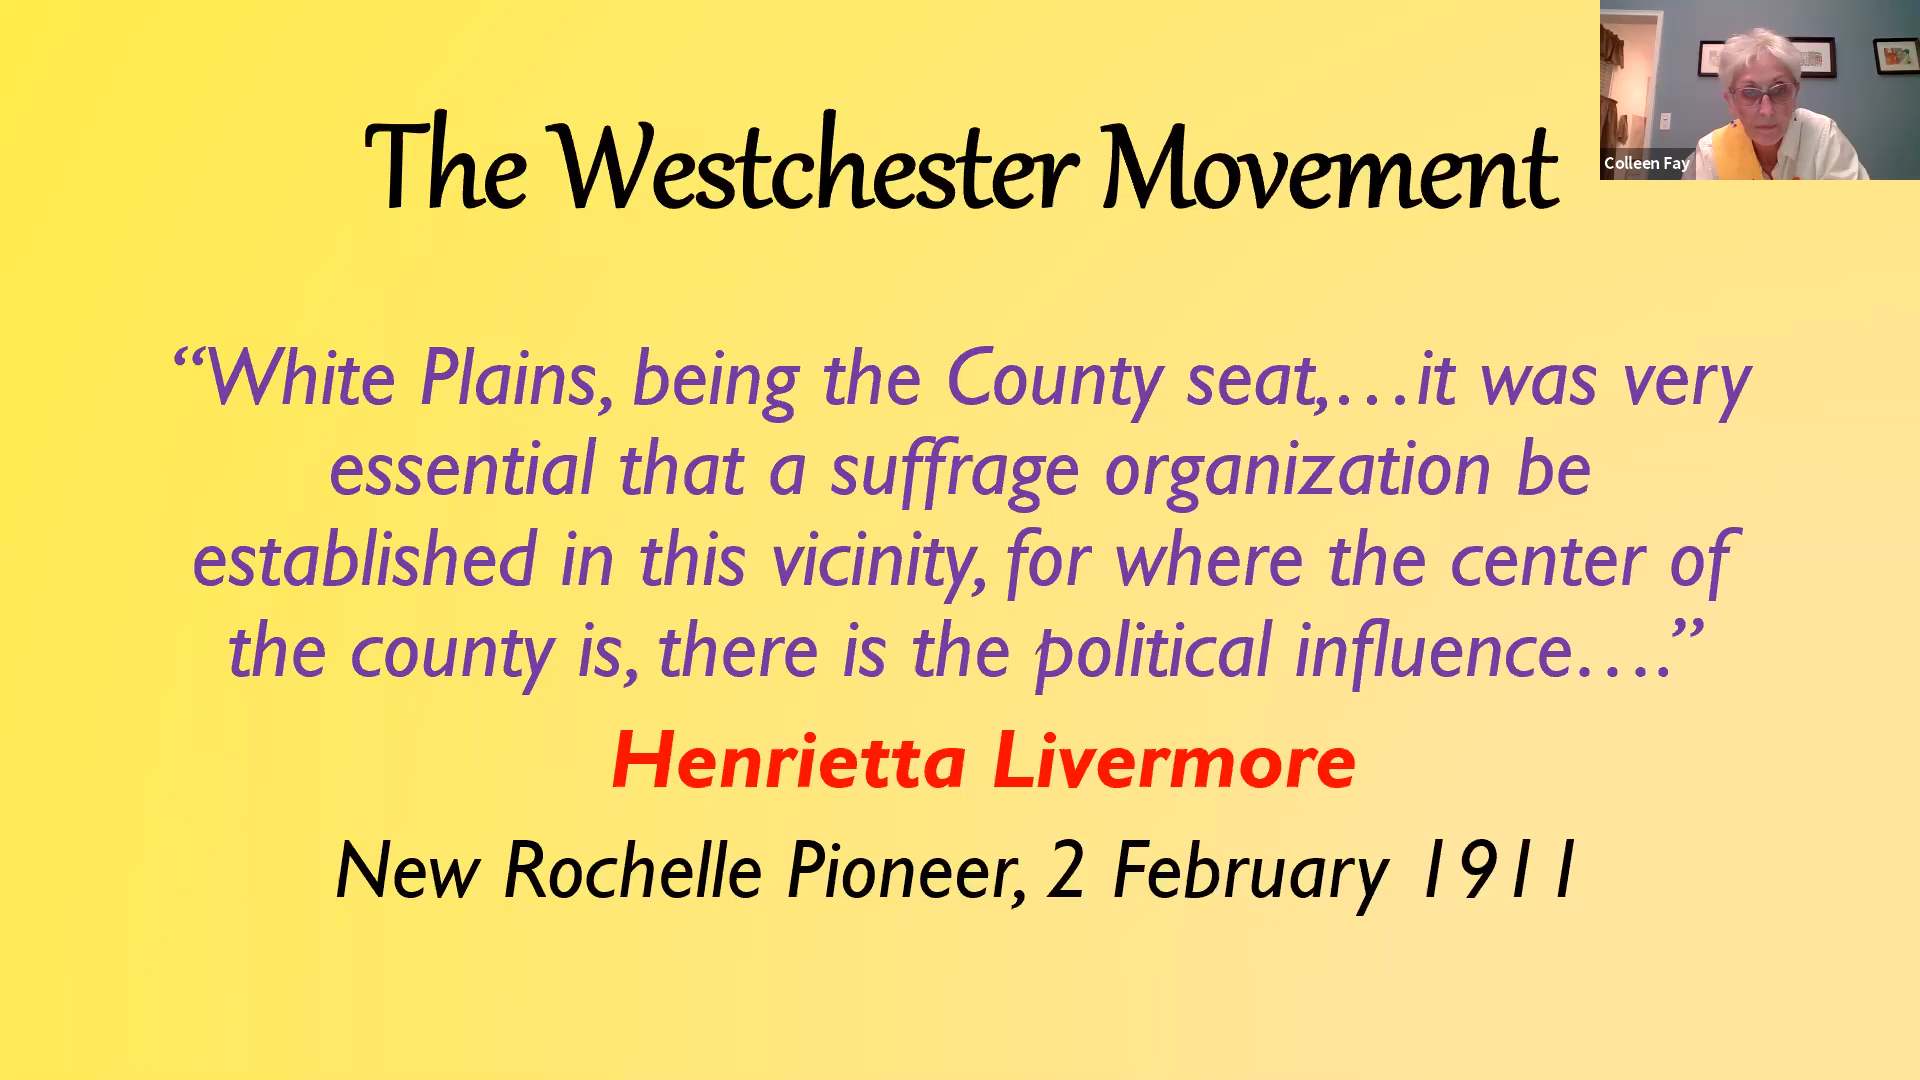 The Westchester Movement
Colleen Fay
“White Plains, being the County seat,…it was very
essential that a suffrage organization be
established in this vicinity, for where the center of
the county is, there is the political influence….”
Henrietta Livermore
New Rochelle Pioneer, 2 February 1911